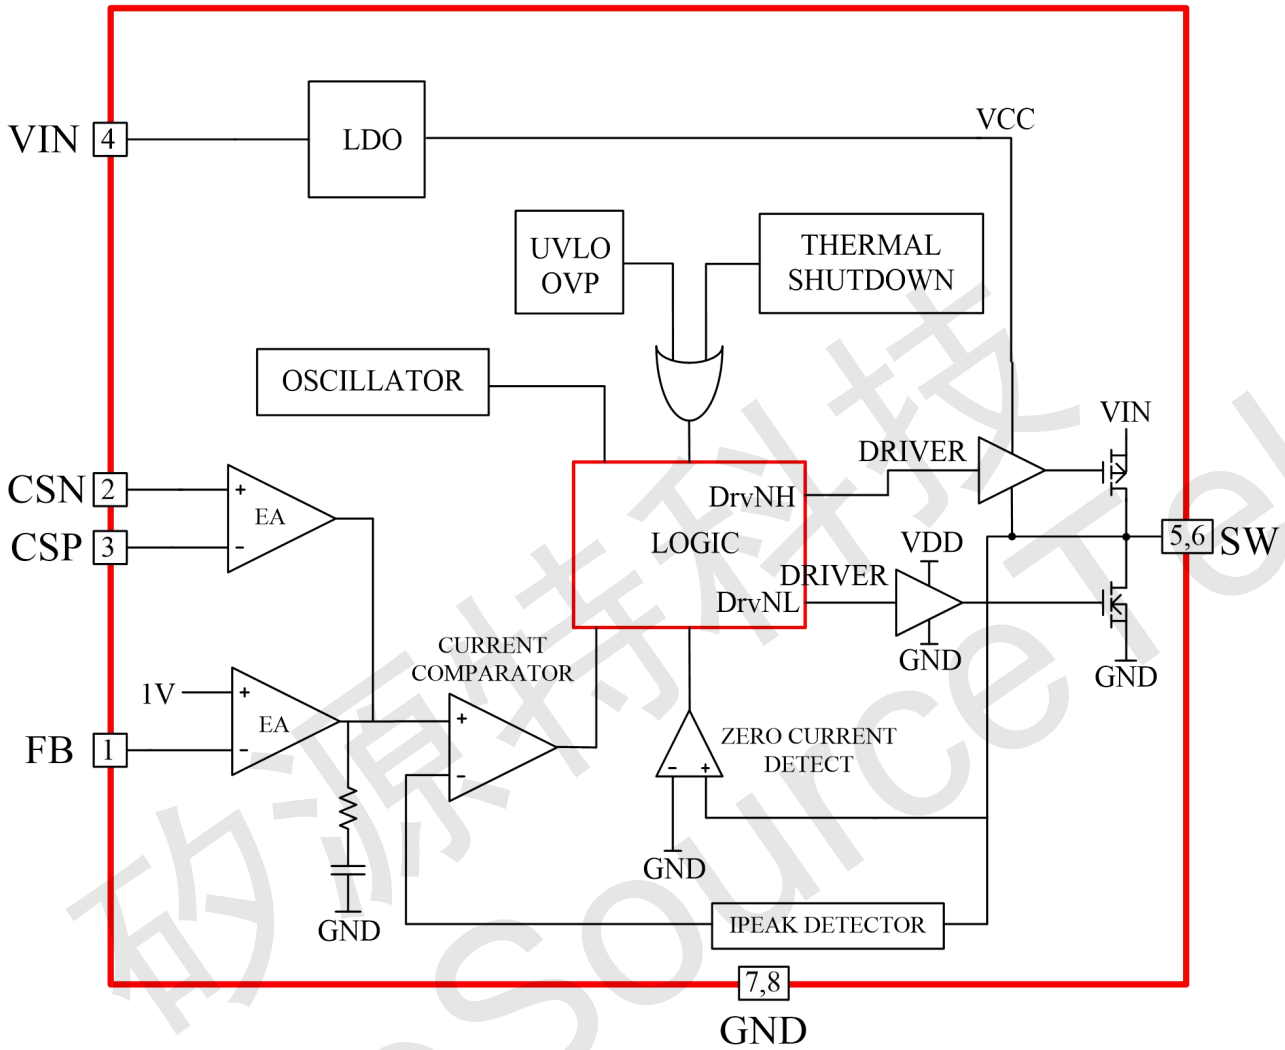 VIN
4
LDO
VCC
UVLO
OVP
THERMAL
SHUTDOWN
OSCILLATOR
VIN
DRIVER
CSN
2
+
EA
-
DrvNH
CSP
3
LOGIC
5,6
SW
VDD
DRIVER
DrvNL
GND
GND
CURRENT
COMPARATOR
1V
+
EA
-
+
-
FB
1
ZERO CURRENT
DETECT
-
+
GND
GND
IPEAK DETECTOR
7,8
GND
矽源特科技
SourceTe